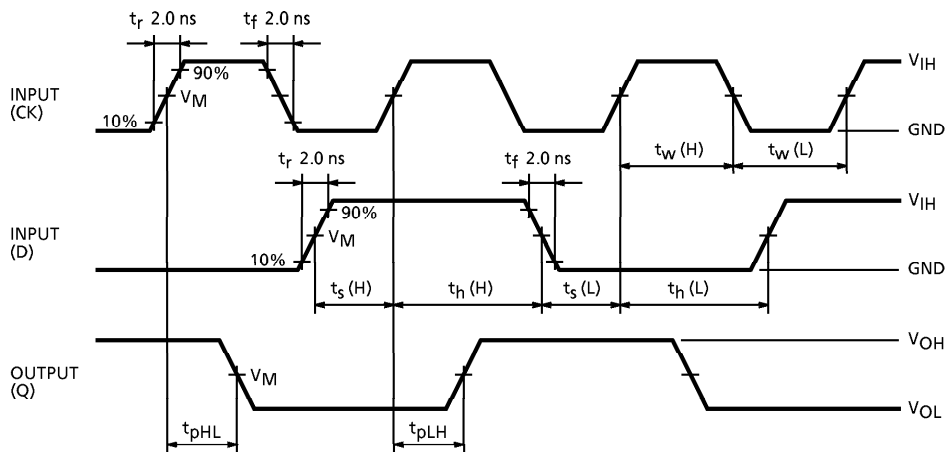 tr 2.0 ns
tf 2.0 ns
INPUT
(CK)
90%
VM
10%
VIH
GND
tw (H)
tw (L)
tr 2.0 ns
tf 2.0 ns
INPUT
(D)
90%
VM
10%
VIH
GND
ts (H)
th (H)
ts (L)
th (L)
OUTPUT
(Q)
VM
VOH
VOL
tpHL
tpLH